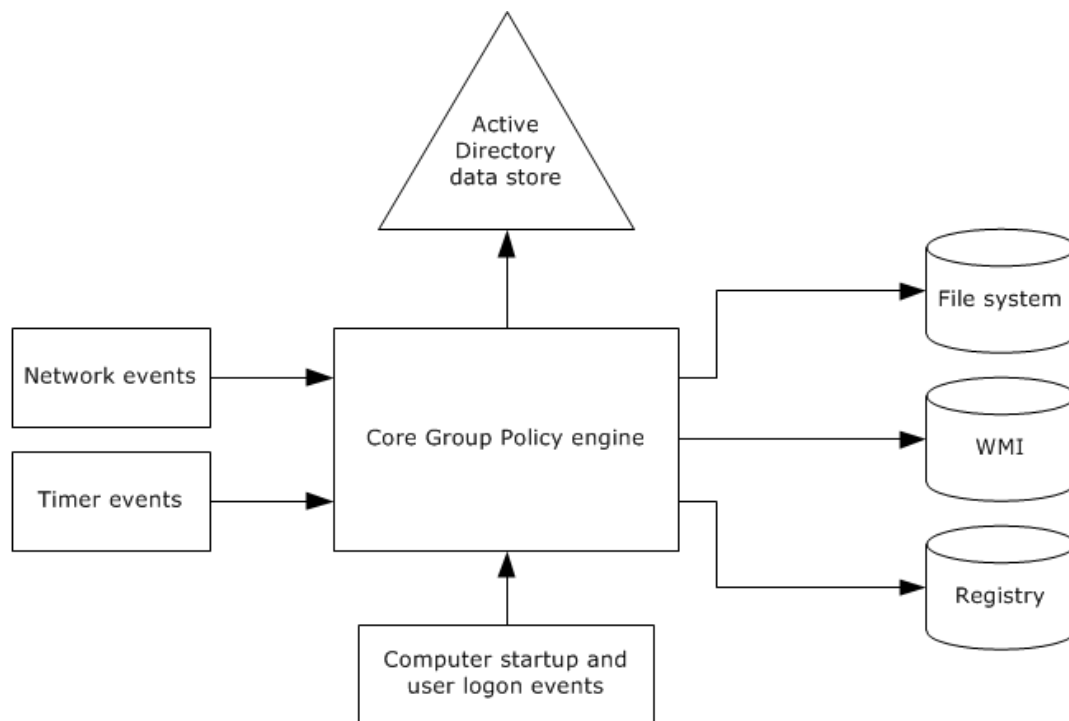 Active
Directory
data store
File system
Network events
Core Group Policy engine
WMI
Timer events
Registry
Computer startup and
user logon events